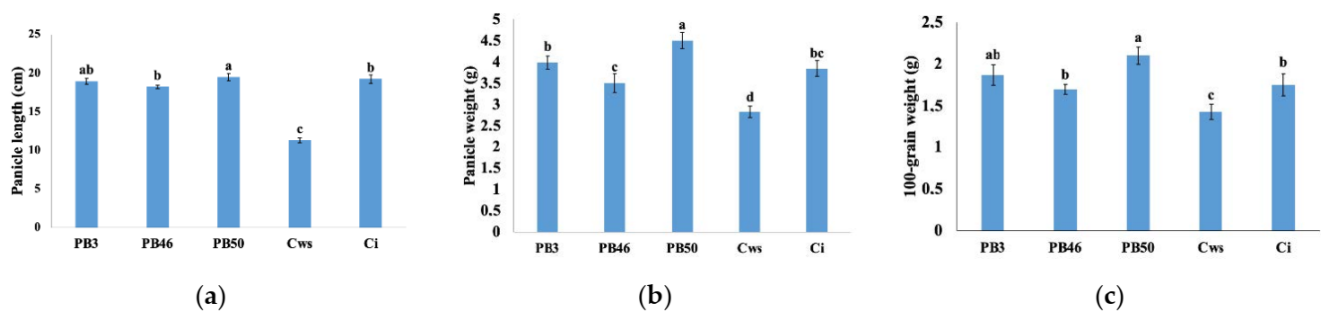 Panicle length (cm)
25
20
15
10
5
0
ab
b
a
c
b
PB3 PB46 PB50 Cws Ci
(a)
Panicle weight (g)
5
4.5
4
3.5
3
2.5
2
1.5
1
0.5
0
b
c
a
d
bc
PB3 PB46 PB50 Cws Ci
(b)
100-grain weight (g)
2.5
2
1.5
1
0.5
0
ab
b
a
c
b
PB3 PB46 PB50 Cws Ci
(c)